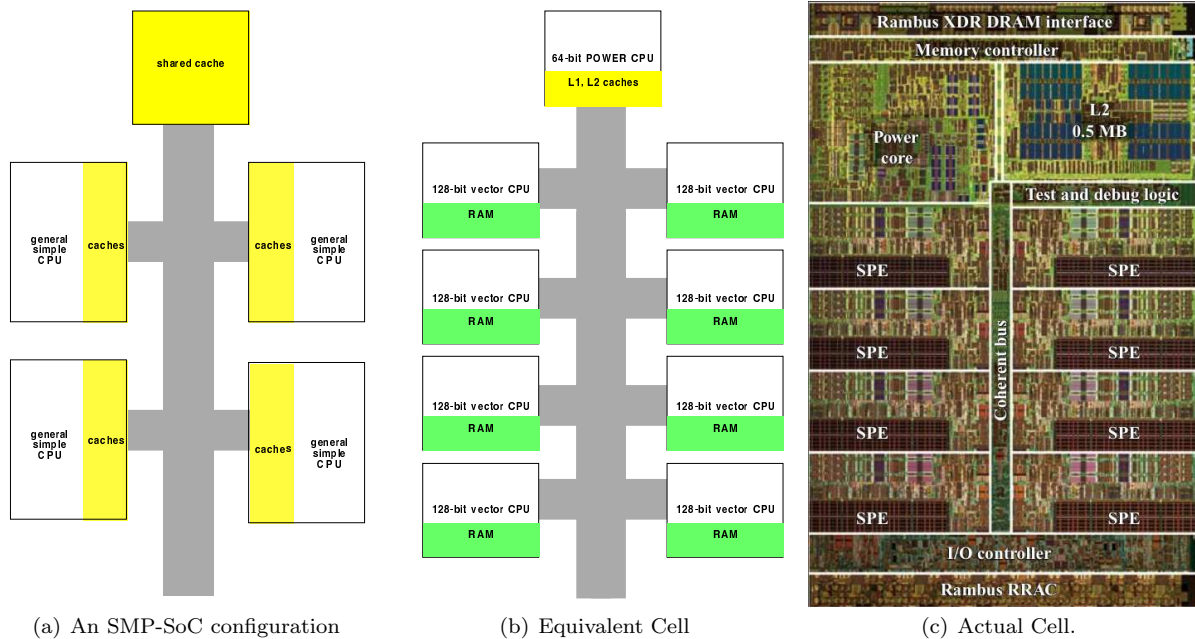 shared cache
general
simple
CPU
caches
caches
general
simple
CPU
general
simple
CPU
caches
caches
general
simple
CPU
(a) An SMP-SoC configuration
64-bit POWER CPU
L1, L2 caches
128-bit vector CPU
RAM
128-bit vector CPU
RAM
128-bit vector CPU
RAM
128-bit vector CPU
RAM
128-bit vector CPU
RAM
128-bit vector CPU
RAM
128-bit vector CPU
RAM
128-bit vector CPU
RAM
(b) Equivalent Cell
Rambus XDR DRAM interface
Memory controller
Power
core
L2
0.5 MB
Test and debug logic
SPE
SPE
SPE
SPE
Coherent bus
SPE
SPE
SPE
SPE
I/O controller
Rambus RRAC
(c) Actual Cell.